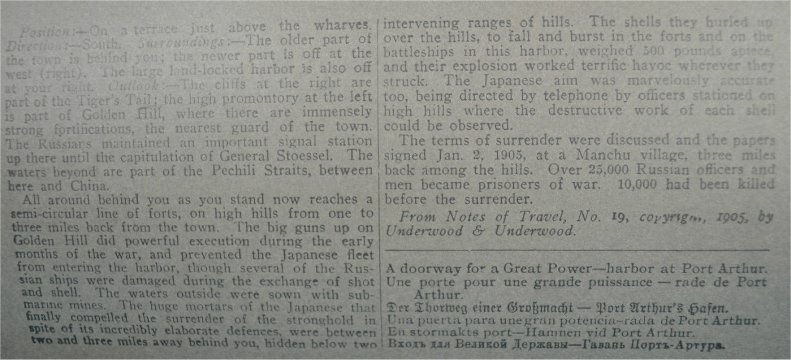 Position:—On a terrace just above the wharves.
Direction:—South. Surroundings:—The older part of
the town is behind you; the newer part is off at the
west (right). The large land-locked harbor is also off
at your right. Outlook:—The cliffs at the right are
part of the Tiger's Tail; the high promontory at the left
is part of Golden Hill, where there are immensely
strong fortifications, the nearest guard of the town.
The Russians maintained an important signal station
up there until the capitulation of General Stoessel. The
waters beyond are part of the Pechili Straits, between
here and China.
All around behind you as you stand now reaches a
semi-circular line of forts, on high hills from one to
three miles back from the town. The big guns up on
Golden Hill did powerful execution during the early
months of the war, and prevented the Japanese fleet
from entering the harbor, though several of the Rus-
sian ships were damaged during the exchange of shot
and shell. The waters outside were sown with sub-
marine mines. The huge mortars of the Japanese that
finally compelled the surrender of the stronghold in
spite of its incredibly elaborate defences, were between
two and three miles away behind you, hidden below two
intervening ranges of hills. The shells they hurled up
over the hills, to fall and burst in the forts and on the
battleships in this harbor, weighed 500 pounds apiece
and their explosion worked terrific havoc wherever they
struck. The Japanese aim was marvelously accurate
too, being directed by telephone by officers stationed on
high hills where the destructive work of each shell
could be observed.
The terms of surrender were discussed and the papers
signed Jan. 2, 1905, at a Manchu village, three miles
back among the hills. Over 25,000 Russian officers and
men became prisoners of war. 10,000 had been killed
before the surrender.
From Notes of Travel, No. 19, copyright, 1905, by
Underwood & Underwood.
A doorway for a Great Power—harbor at Port Arthur.
Une porte pour une grande puissance — rade de Port
Arthur.
Der Thorweg einer Großmacht — Port Arthur's Hafen.
Una puerta para una gran potencia-rada de Port Arthur.
En stormakts port—Hamnen vid Port Arthur.
Входъ для Великой Державы—Гавань Портъ-Артура.